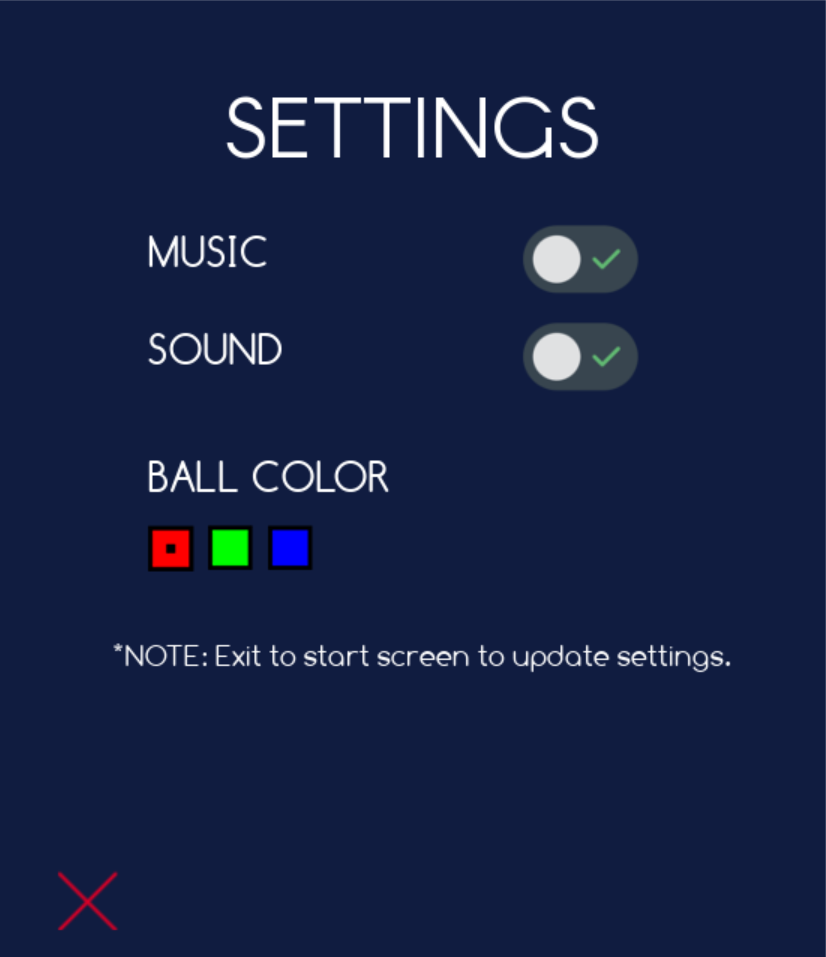 SETTINGS
MUSIC
SOUND
BALL COLOR
*NOTE: Exit to start screen to update settings.